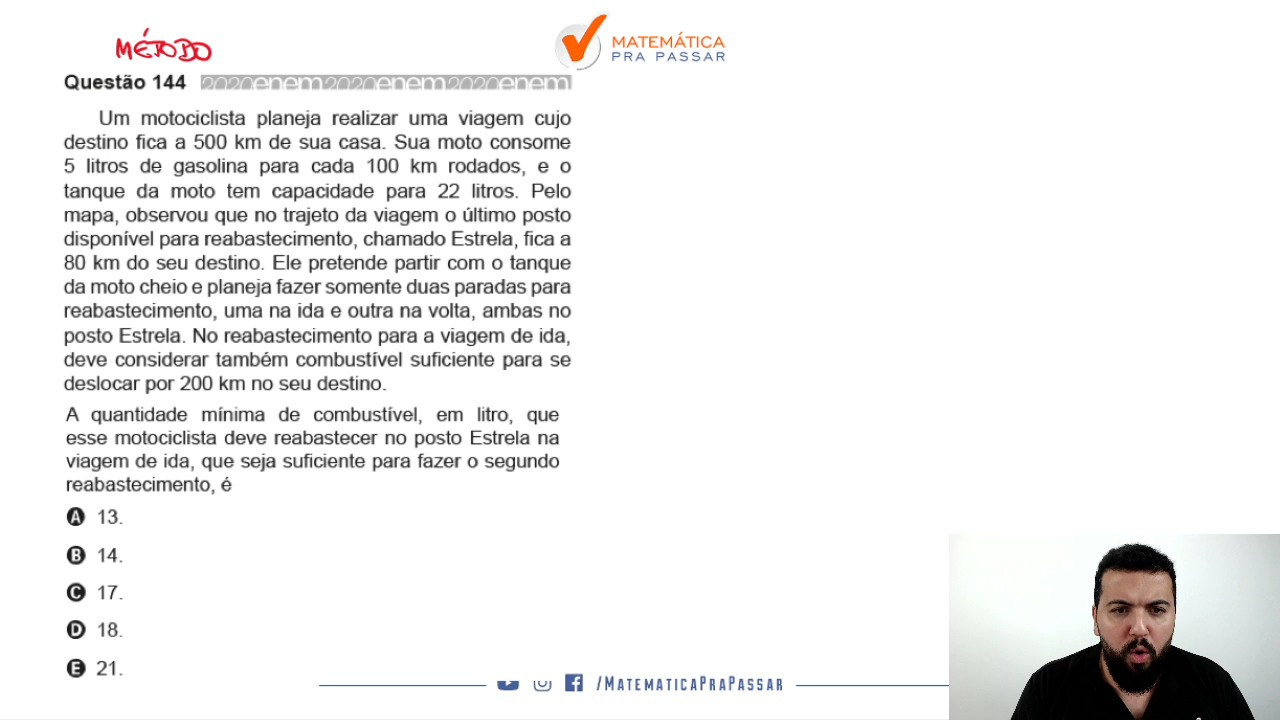 MÉTODO
MATEMÁTICA
PRA PASSAR
Questão 144 2020enem2020enem2020enem
Um motociclista planeja realizar uma viagem cujo
destino fica a 500 km de sua casa. Sua moto consome
5 litros de gasolina para cada 100 km rodados, e o
tanque da moto tem capacidade para 22 litros. Pelo
mapa, observou que no trajeto da viagem o último posto
disponível para reabastecimento, chamado Estrela, fica a
80 km do seu destino. Ele pretende partir com o tanque
da moto cheio e planeja fazer somente duas paradas para
reabastecimento, uma na ida e outra na volta, ambas no
posto Estrela. No reabastecimento para a viagem de ida,
deve considerar também combustível suficiente para se
deslocar por 200 km no seu destino.
A quantidade mínima de combustível, em litro, que
esse motociclista deve reabastecer no posto Estrela na
viagem de ida, que seja suficiente para fazer o segundo
reabastecimento, é
A 13.
B 14.
C 17.
D 18.
E 21.
/MATEMATICAPRAPASSAR